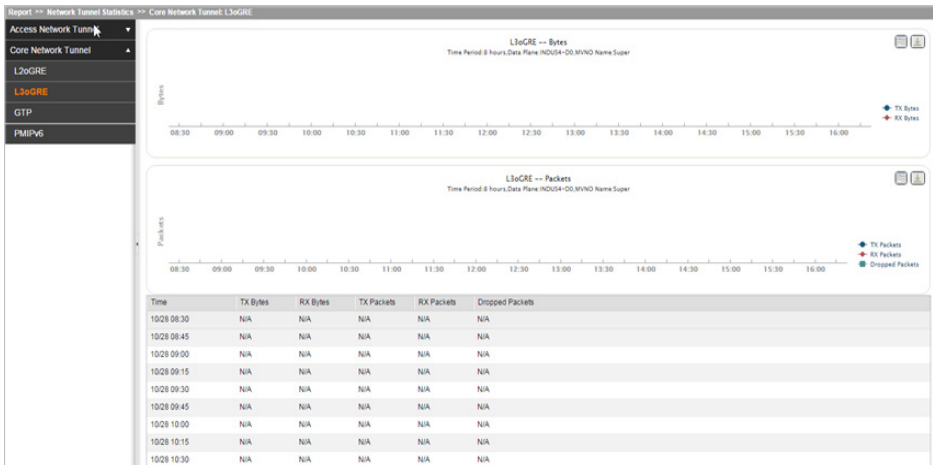 Report >> Network Tunnel Statistics >> Core Network Tunnel: L3oGRE
Access Network Tunnel
Core Network Tunnel
L2oGRE
L3oGRE
GTP
PMIPv6
L3oGRE -- Bytes
Time Period:8 hours,Data Plane:INDUS4-D0,MVNO Name:Super
Bytes
TX Bytes
RX Bytes
08:30 09:00 09:30 10:00 10:30 11:00 11:30 12:00 12:30 13:00 13:30 14:00 14:30 15:00 15:30 16:00
L3oGRE -- Packets
Time Period:8 hours,Data Plane:INDUS4-D0,MVNO Name:Super
Packets
TX Packets
RX Packets
Dropped Packets
08:30 09:00 09:30 10:00 10:30 11:00 11:30 12:00 12:30 13:00 13:30 14:00 14:30 15:00 15:30 16:00
Time TX Bytes RX Bytes TX Packets RX Packets Dropped Packets
10/28 08:30 N/A N/A N/A N/A N/A
10/28 08:45 N/A N/A N/A N/A N/A
10/28 09:00 N/A N/A N/A N/A N/A
10/28 09:15 N/A N/A N/A N/A N/A
10/28 09:30 N/A N/A N/A N/A N/A
10/28 09:45 N/A N/A N/A N/A N/A
10/28 10:00 N/A N/A N/A N/A N/A
10/28 10:15 N/A N/A N/A N/A N/A
10/28 10:30 N/A N/A N/A N/A N/A